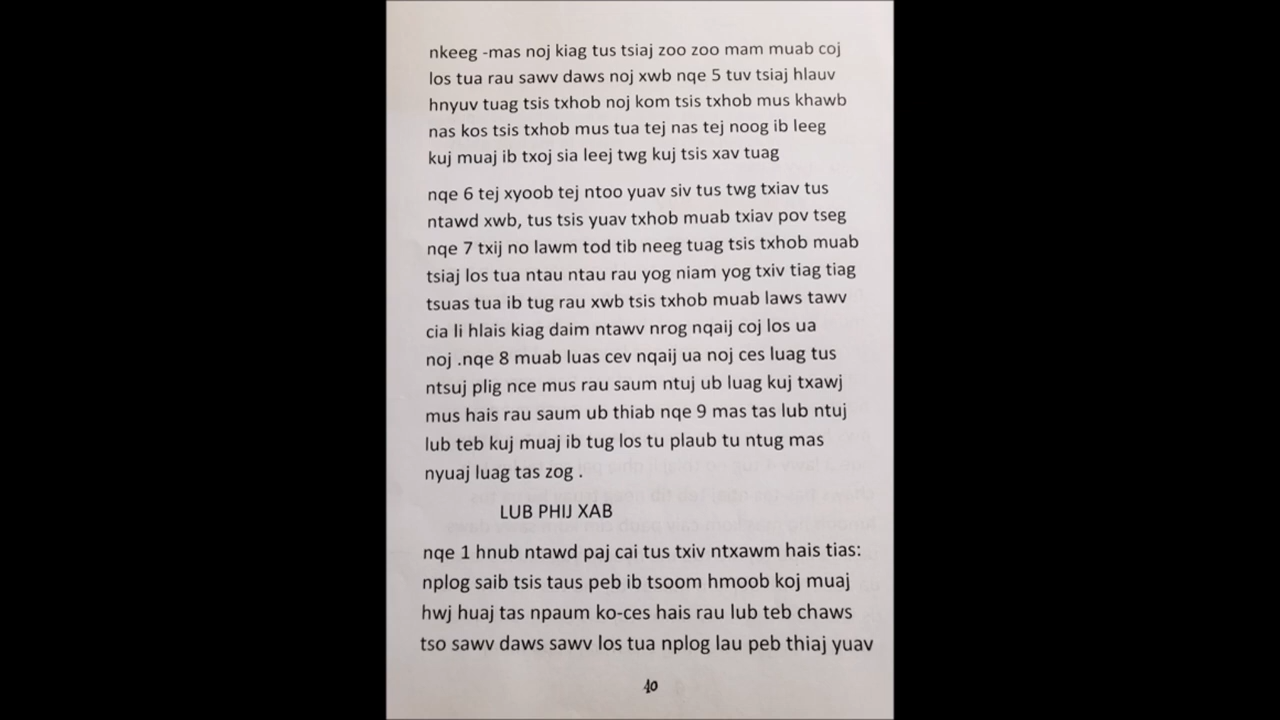 nkeeg -mas noj kiag tus tsiaj zoo zoo mam muab coj
los tua rau sawv daws noj xwb nqe 5 tuv tsiaj hlauv
hnyuv tuag tsis txhob noj kom tsis txhob mus khawb
nas kos tsis txhob mus tua tej nas tej noog ib leeg
kuj muaj ib txoj sia leej twg kuj tsis xav tuag
nqe 6 tej xyoob tej ntoo yuav siv tus twg txiav tus
ntawd xwb, tus tsis yuav txhob muab txiav pov tseg
nqe 7 txij no lawm tod tib neeg tuag tsis txhob muab
tsiaj los tua ntau ntau rau yog niam yog txiv tiag tiag
tsuas tua ib tug rau xwb tsis txhob muab laws tawv
cia li hlais kiag daim ntawv nrog nqaij coj los ua
noj .nqe 8 muab luas cev nqaij ua noj ces luag tus
ntsuj plig nce mus rau saum ntuj ub luag kuj txawj
mus hais rau saum ub thiab nqe 9 mas tas lub ntuj
lub teb kuj muaj ib tug los tu plaub tu ntug mas
nyuaj luag tas zog .
LUB PHIJ XAB
nqe 1 hnub ntawd paj cai tus txiv ntxawm hais tias:
nplog saib tsis taus peb ib tsoom hmoob koj muaj
hwj huaj tas npaum ko-ces hais rau lub teb chaws
tso sawv daws sawv los tua nplog lau peb thiaj yuav
40